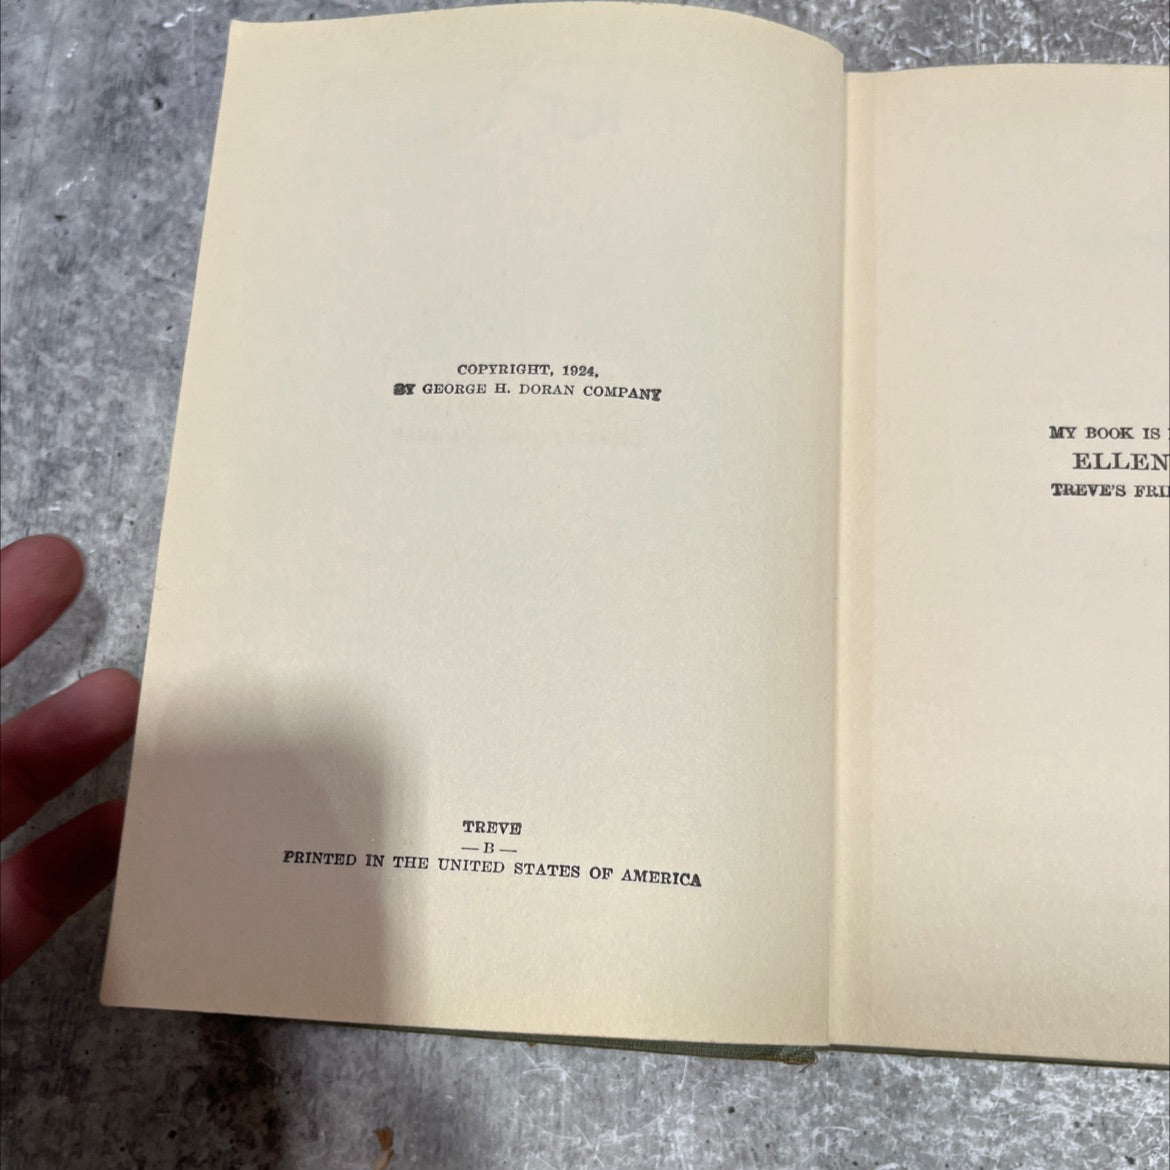 COPYRIGHT, 1924,
BY GEORGE H. DORAN COMPANY
TREVE
— B —
PRINTED IN THE UNITED STATES OF AMERICA
MY BOOK IS
ELLEN
TREVE'S